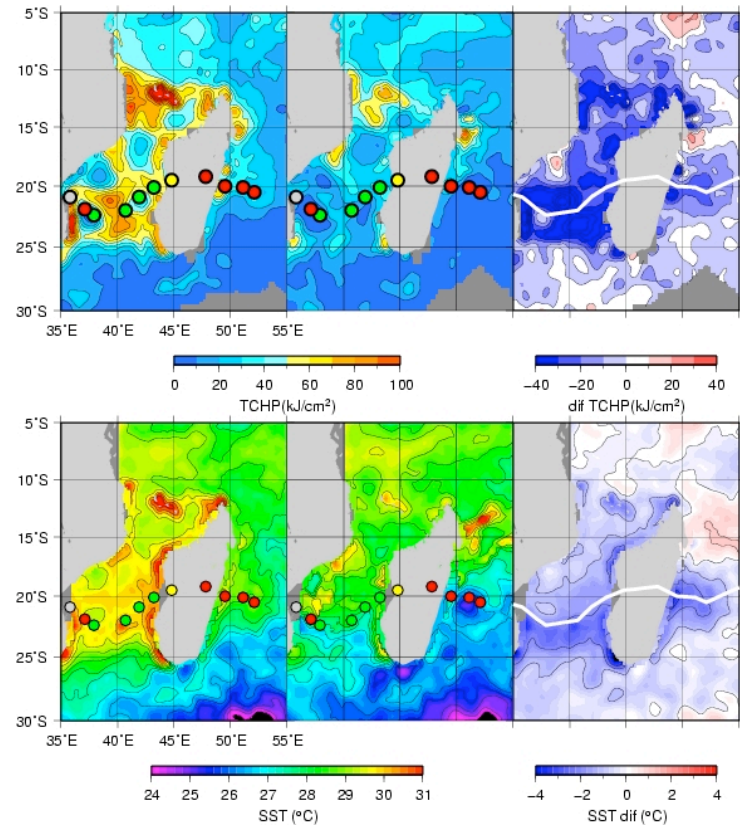 5°S
10°S
15°S
20°S
25°S
30°S
35°E 40°E 45°E 50°E 55°E
0 20 40 60 80 100
TCHP(kJ/cm²)
−40 −20 0 20 40
dif TCHP(kJ/cm²)
5°S
10°S
15°S
20°S
25°S
30°S
35°E 40°E 45°E 50°E 55°E
24 25 26 27 28 29 30 31
SST (°C)
−4 −2 0 2 4
SST dif (°C)